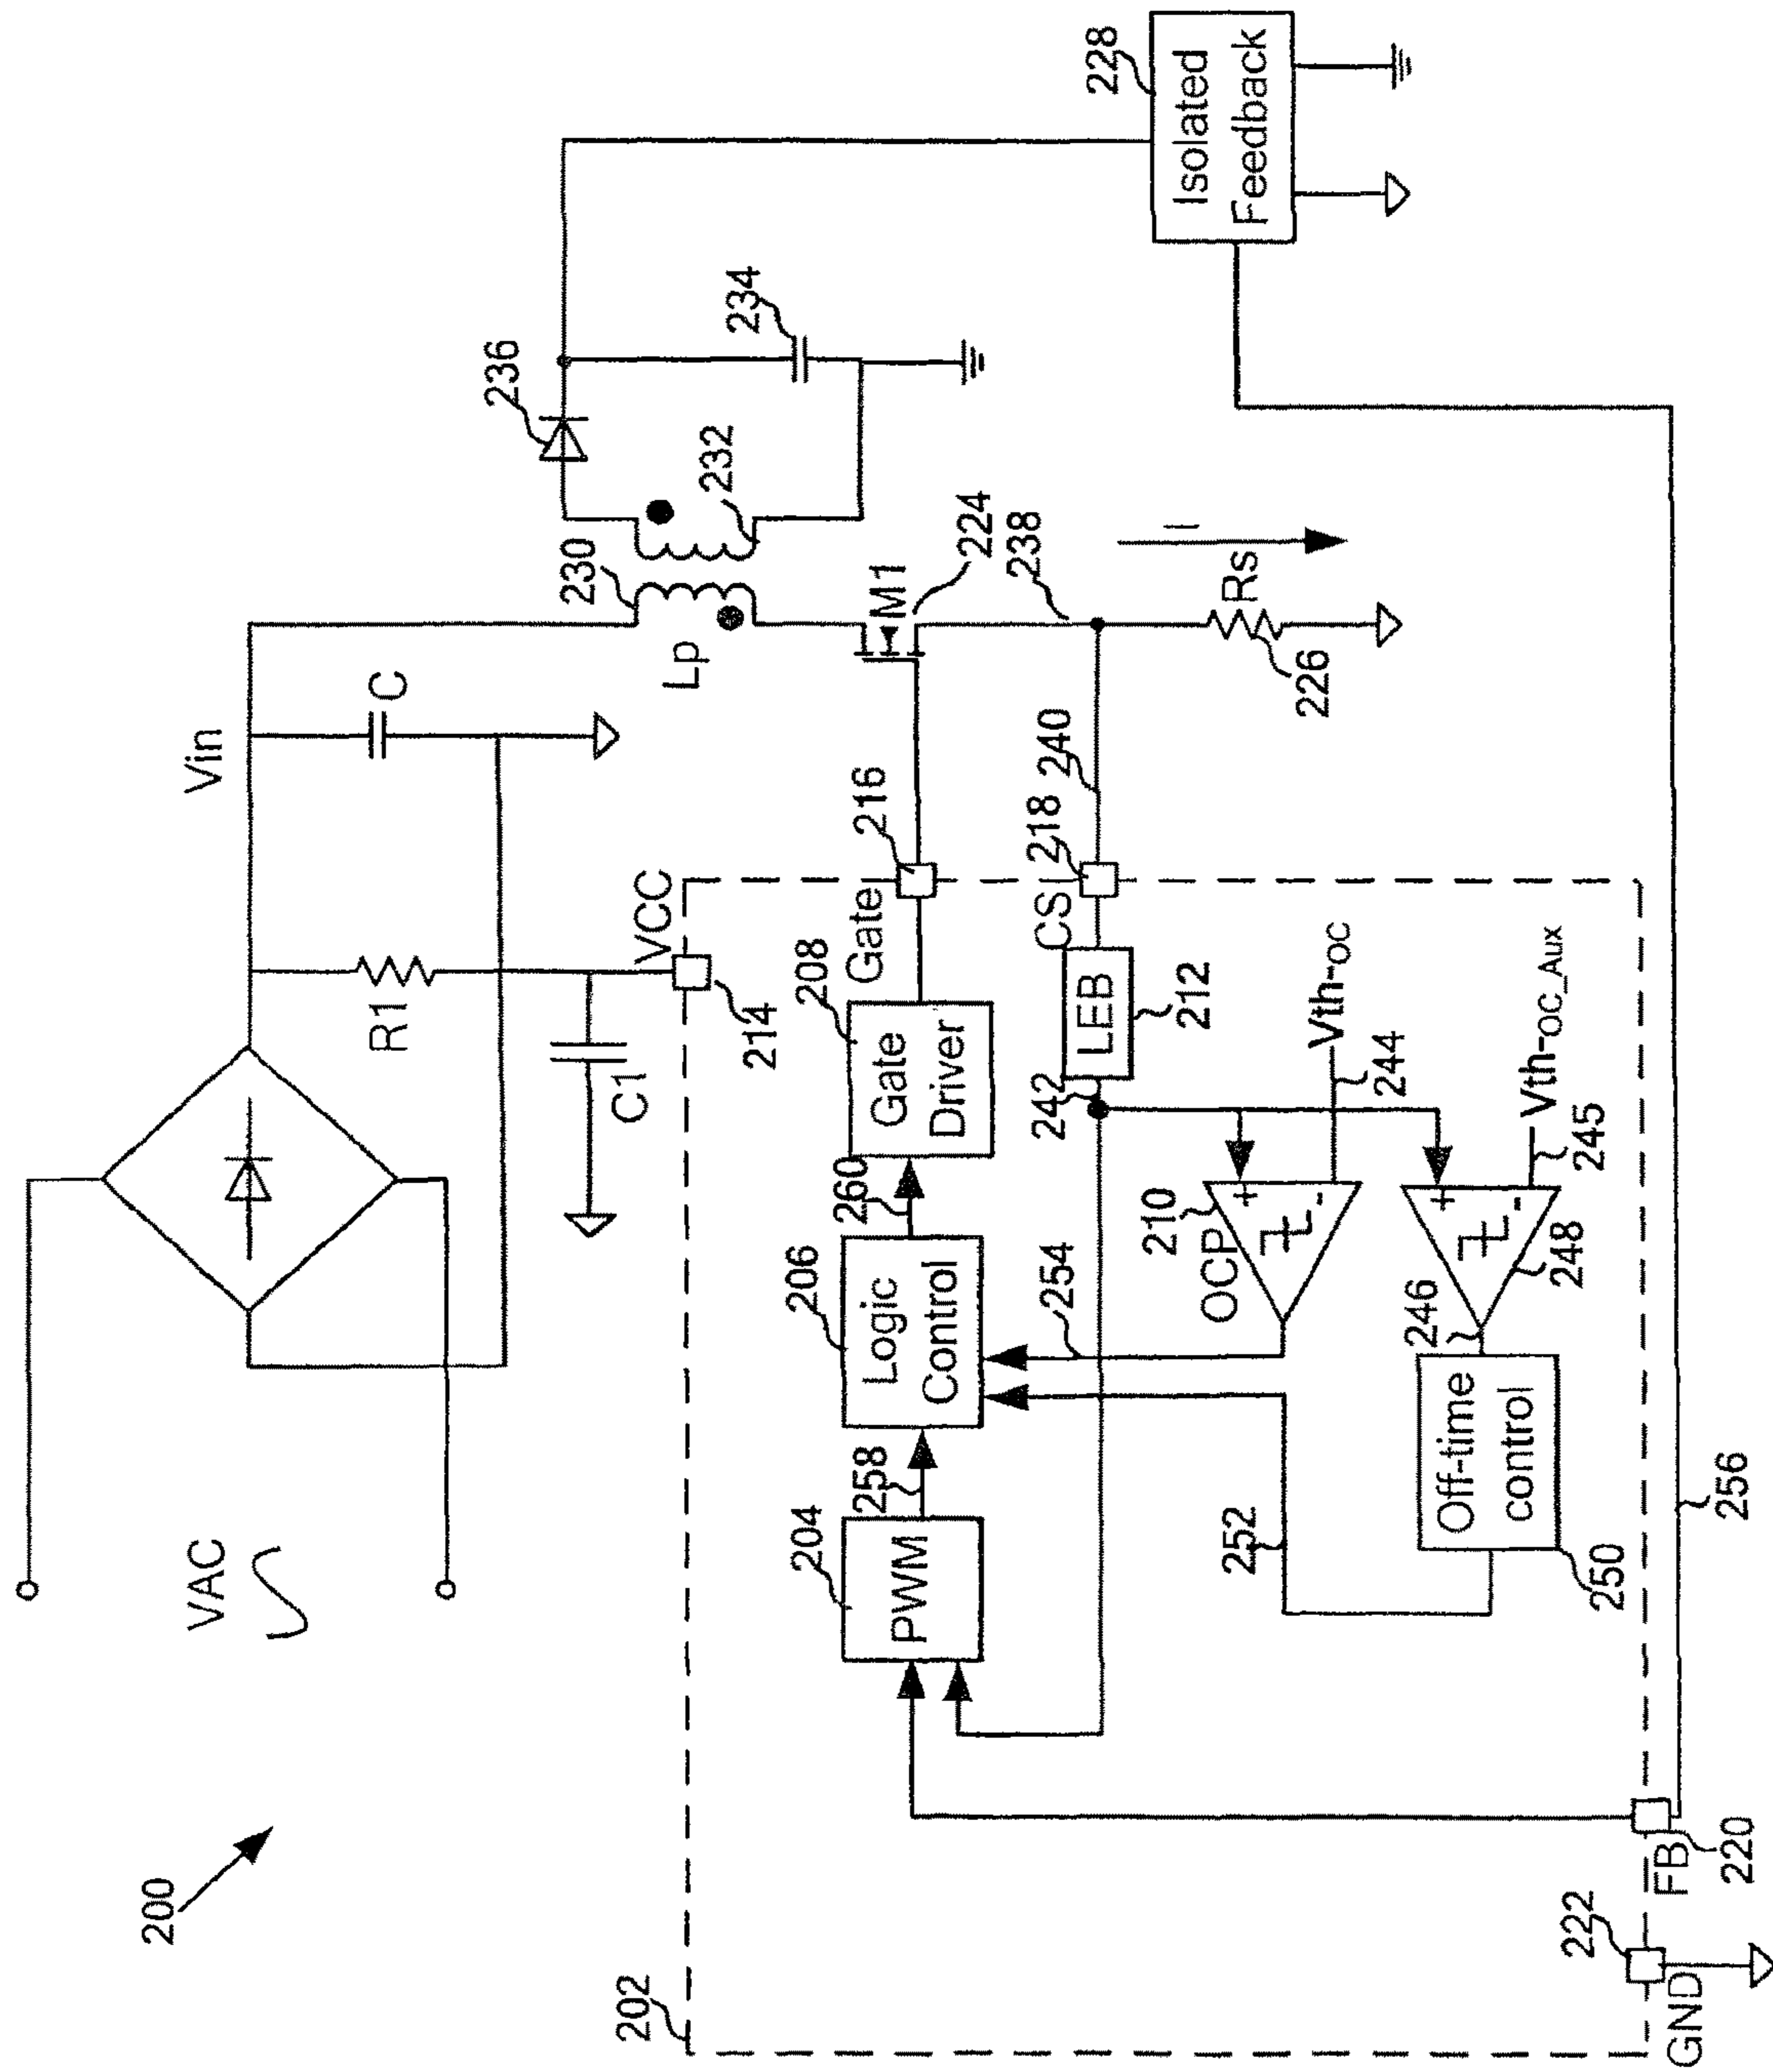 200
VAC
Vin
R1
C
C1
VCC
214
202
230
Lp
236
232
234
M1
224
238
I
Rs
226
228
Isolated
Feedback
204
PWM
258
206
Logic
Control
260
208
Gate
Driver
Gate
216
CS
218
240
LEB
212
242
254
210
OCP
+
-
Vth-OC
244
252
+
-
Vth-OC_Aux
245
248
246
Off-time
control
250
256
222
GND
FB
220